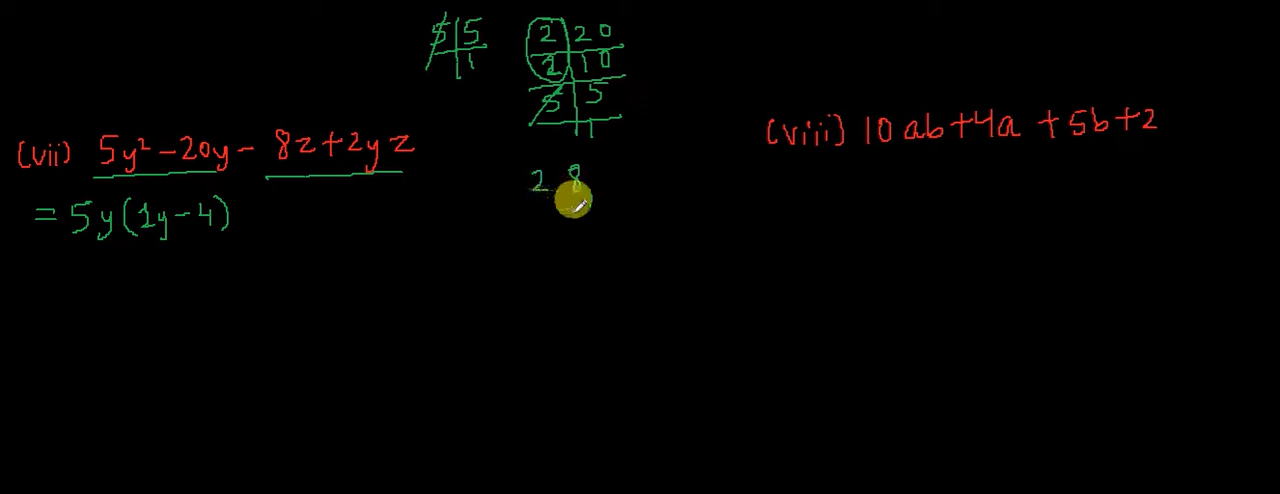 5 | 5
1
2 | 20
2 | 10
5 | 5
1
(vii) 5y² - 20y - 8z + 2yz
= 5y(1y - 4)
2 8
(viii) 10ab + 4a + 5b + 2